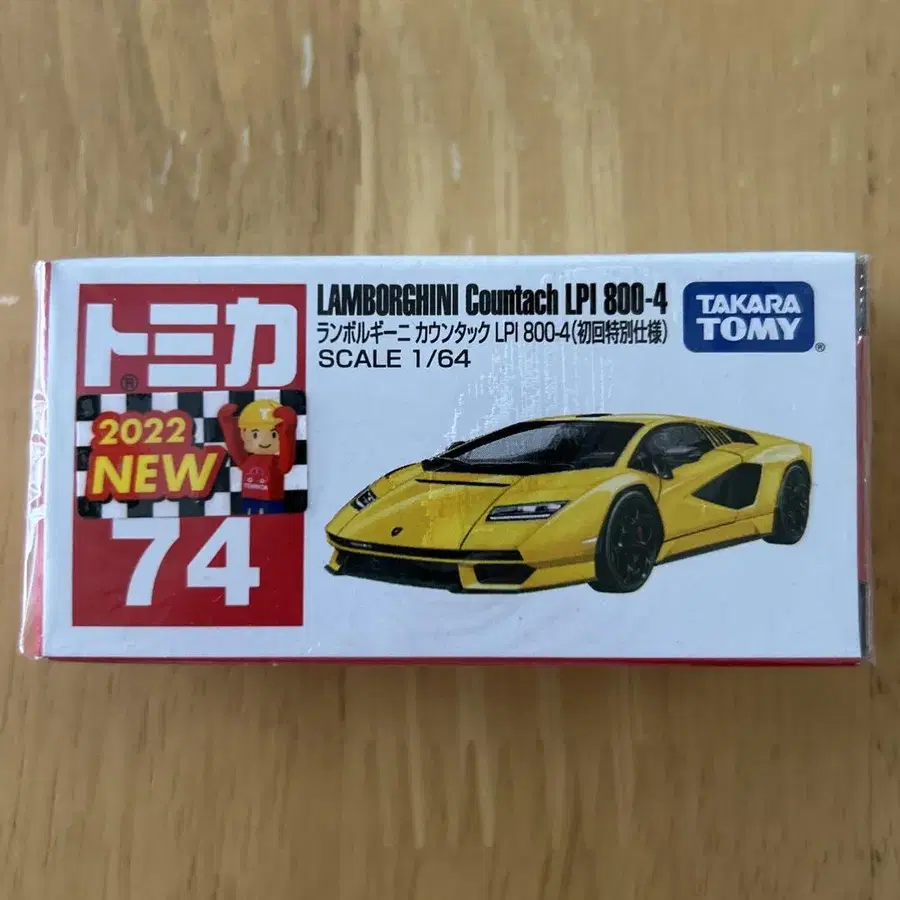 LAMBORGHINI Countach LPI 800-4
ランボルギーニ カウンタック LPI 800-4(初回特別仕様)
SCALE 1/64
TAKARA
TOMY®
トミカ
®
2022
NEW
T
74